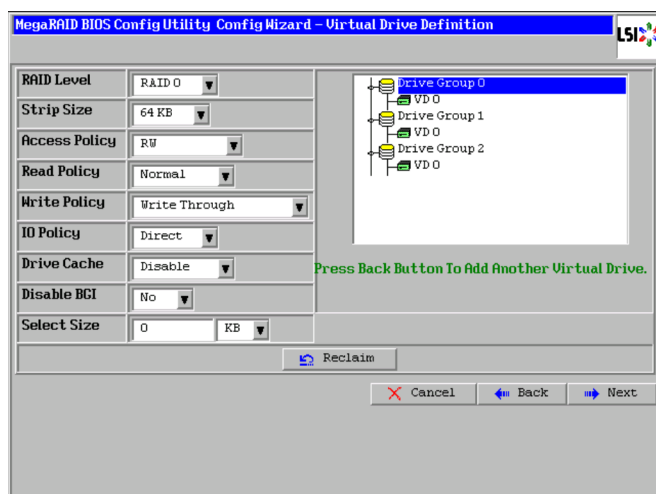 MegaRAID BIOS Config Utility Config Wizard – Virtual Drive Definition
LSI
RAID Level
RAID 0
Strip Size
64 KB
Access Policy
RW
Read Policy
Normal
Write Policy
Write Through
IO Policy
Direct
Drive Cache
Disable
Disable BGI
No
Select Size
0
KB
Drive Group 0
VD 0
Drive Group 1
VD 0
Drive Group 2
VD 0
Press Back Button To Add Another Virtual Drive.
Reclaim
Cancel
Back
Next